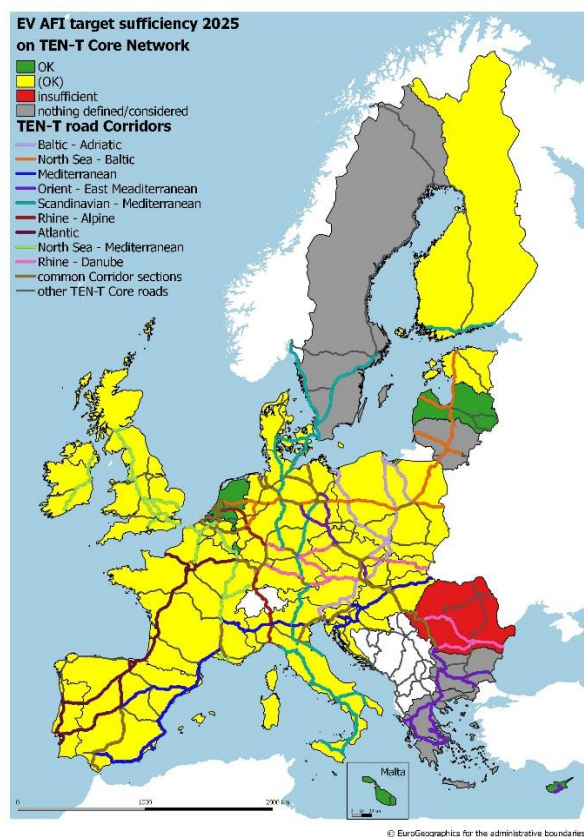 EV AFI target sufficiency 2025
on TEN-T Core Network
OK
(OK)
insufficient
nothing defined/considered
TEN-T road Corridors
Baltic - Adriatic
North Sea - Baltic
Mediterranean
Orient - East Meaditerranean
Scandinavian - Mediterranean
Rhine - Alpine
Atlantic
North Sea - Mediterranean
Rhine - Danube
common Corridor sections
other TEN-T Core roads
Malta
0 1000 2000 km
© EuroGeographics for the administrative boundaries